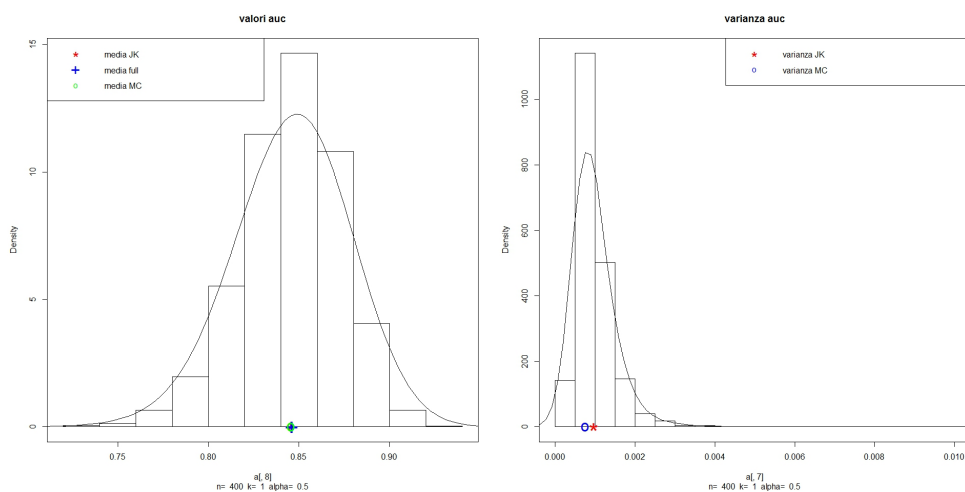 valori auc
* media JK
+ media full
o media MC
Density
0
5
10
15
0.75 0.80 0.85 0.90
a[, 8]
n= 400 k= 1 alpha= 0.5
varianza auc
* varianza JK
o varianza MC
Density
0
200
400
600
800
1000
0.000 0.002 0.004 0.006 0.008 0.010
a[, 7]
n= 400 k= 1 alpha= 0.5